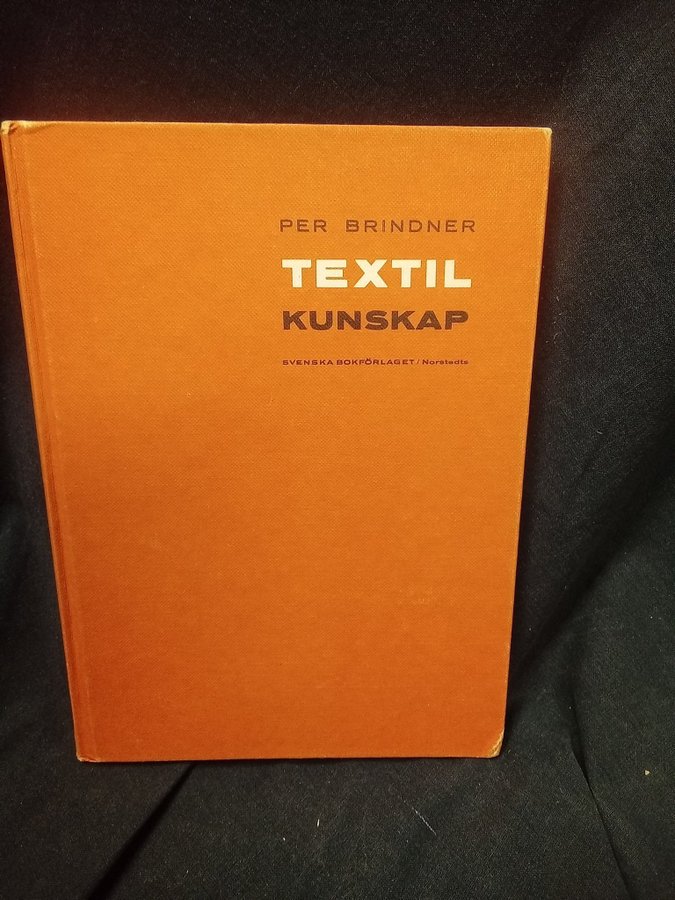 PER BRINDNER
TEXTIL
KUNSKAP
SVENSKA BOKFÖRLAGET / Norstedts